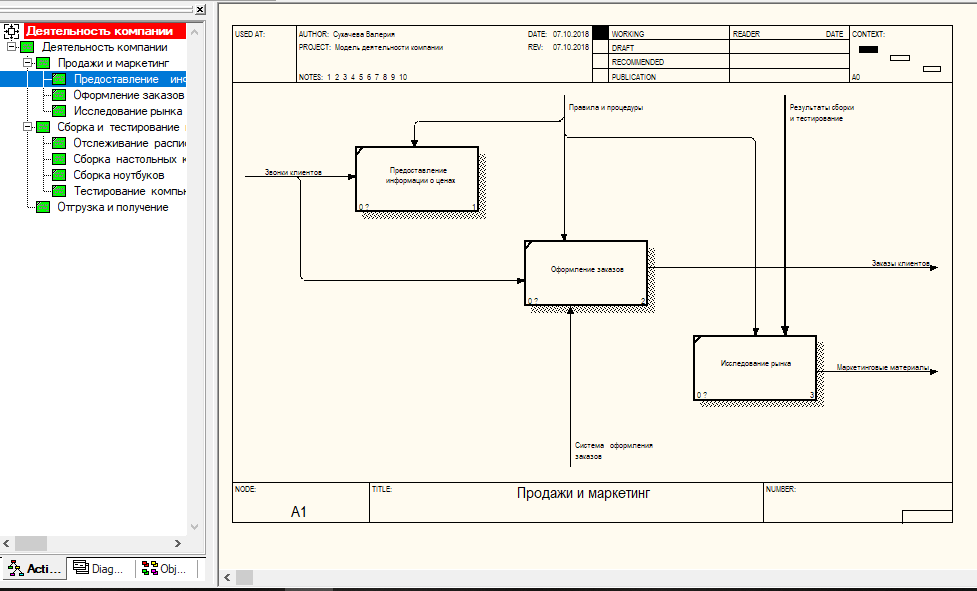 Деятельность компании
Деятельность компании
Продажи и маркетинг
Предоставление инф
Оформление заказов
Исследование рынка
Сборка и тестирование
Отслеживание распи
Сборка настольных к
Сборка ноутбуков
Тестирование компь
Отгрузка и получение
Acti...
Diag...
Obj...
USED AT:
AUTHOR: Сухачева Валерия
DATE: 07.10.2018
WORKING
READER
DATE
CONTEXT:
PROJECT: Модель деятельности компании
REV: 07.10.2018
DRAFT
RECOMMENDED
NOTES: 1 2 3 4 5 6 7 8 9 10
PUBLICATION
A0
Правила и процедуры
Результаты сборки
и тестирование
Звонки клиентов
Предоставление
информации о ценах
0 ?
1
Оформление заказов
0 ?
2
Заказы клиентов
Исследование рынка
0 ?
3
Маркетинговые материалы
Система оформления
заказов
NODE:
A1
TITLE:
Продажи и маркетинг
NUMBER: